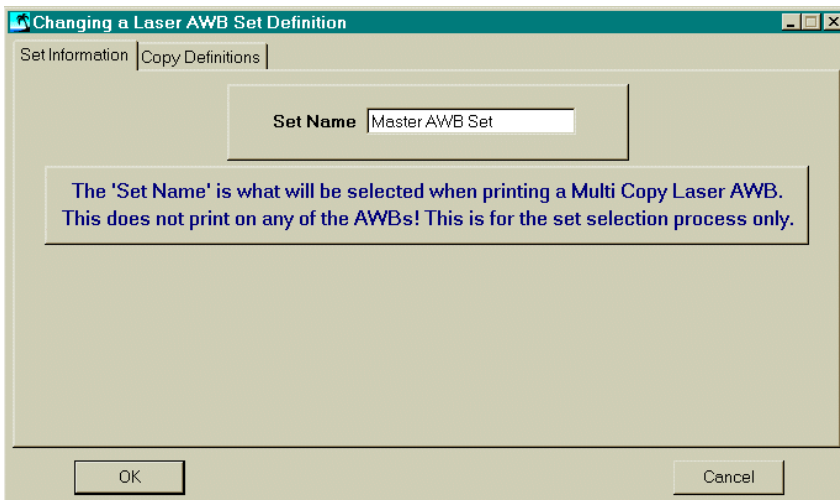 Changing a Laser AWB Set Definition
Set Information Copy Definitions
Set Name Master AWB Set
The 'Set Name' is what will be selected when printing a Multi Copy Laser AWB.
This does not print on any of the AWBs! This is for the set selection process only.
OK Cancel